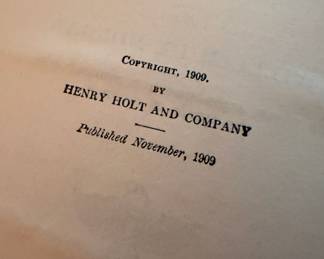 Copyright, 1909.
BY
HENRY HOLT AND COMPANY
Published November, 1909